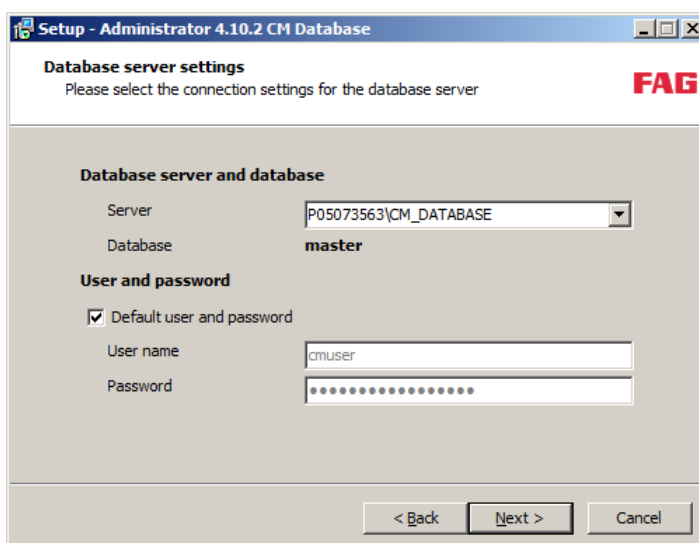 Setup - Administrator 4.10.2 CM Database
Database server settings
Please select the connection settings for the database server
FAG
Database server and database
Server P05073563\CM_DATABASE
Database master
User and password
Default user and password
User name cmuser
Password •••••••••••••••••
< Back Next > Cancel